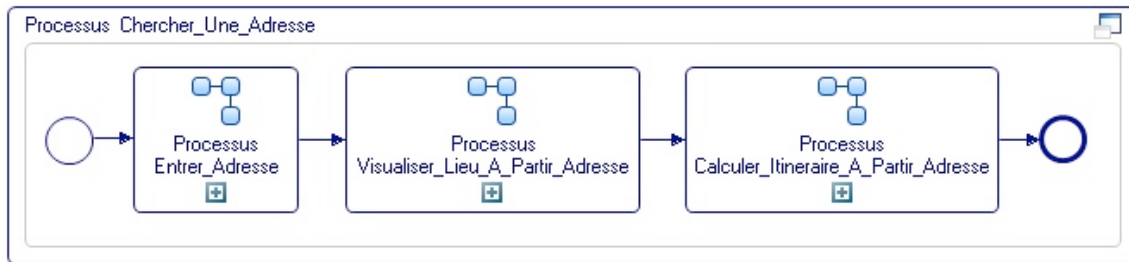 Processus Chercher_Une_Adresse
Processus
Entrer_Adresse
Processus
Visualiser_Lieu_A_Partir_Adresse
Processus
Calculer_Itineraire_A_Partir_Adresse